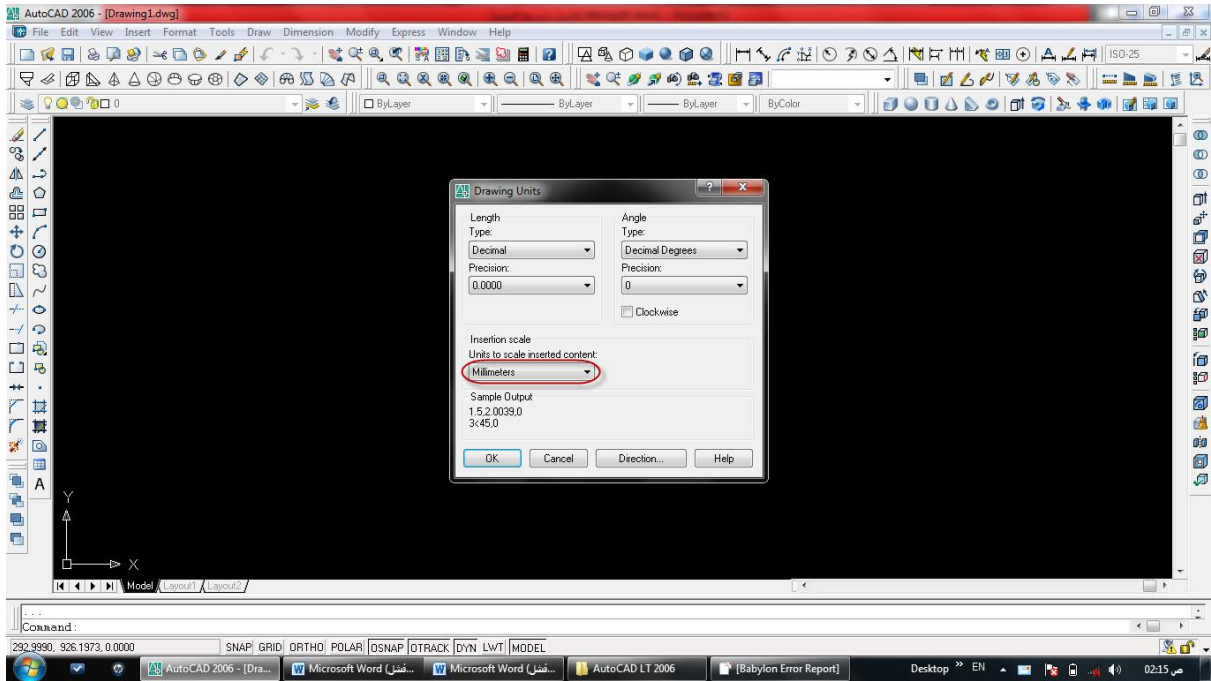 AutoCAD 2006 - [Drawing1.dwg]
File Edit View Insert Format Tools Draw Dimension Modify Express Window Help
ISO-25
0 ByLayer ByLayer ByLayer ByColor
Drawing Units
Length
Type:
Decimal
Precision:
0.0000
Angle
Type:
Decimal Degrees
Precision:
0
Clockwise
Insertion scale
Units to scale inserted content:
Millimeters
Sample Output
1.5,2.0039,0
3<45,0
OK Cancel Direction... Help
A
Y
X
Model Layout1 Layout2
...
Command:
292.9990, 926.1973, 0.0000 SNAP GRID ORTHO POLAR OSNAP OTRACK DYN LWT MODEL
AutoCAD 2006 - [Dra... Microsoft Word (فشل... Microsoft Word (فشل... AutoCAD LT 2006 [Babylon Error Report] Desktop » EN 02:15 ص